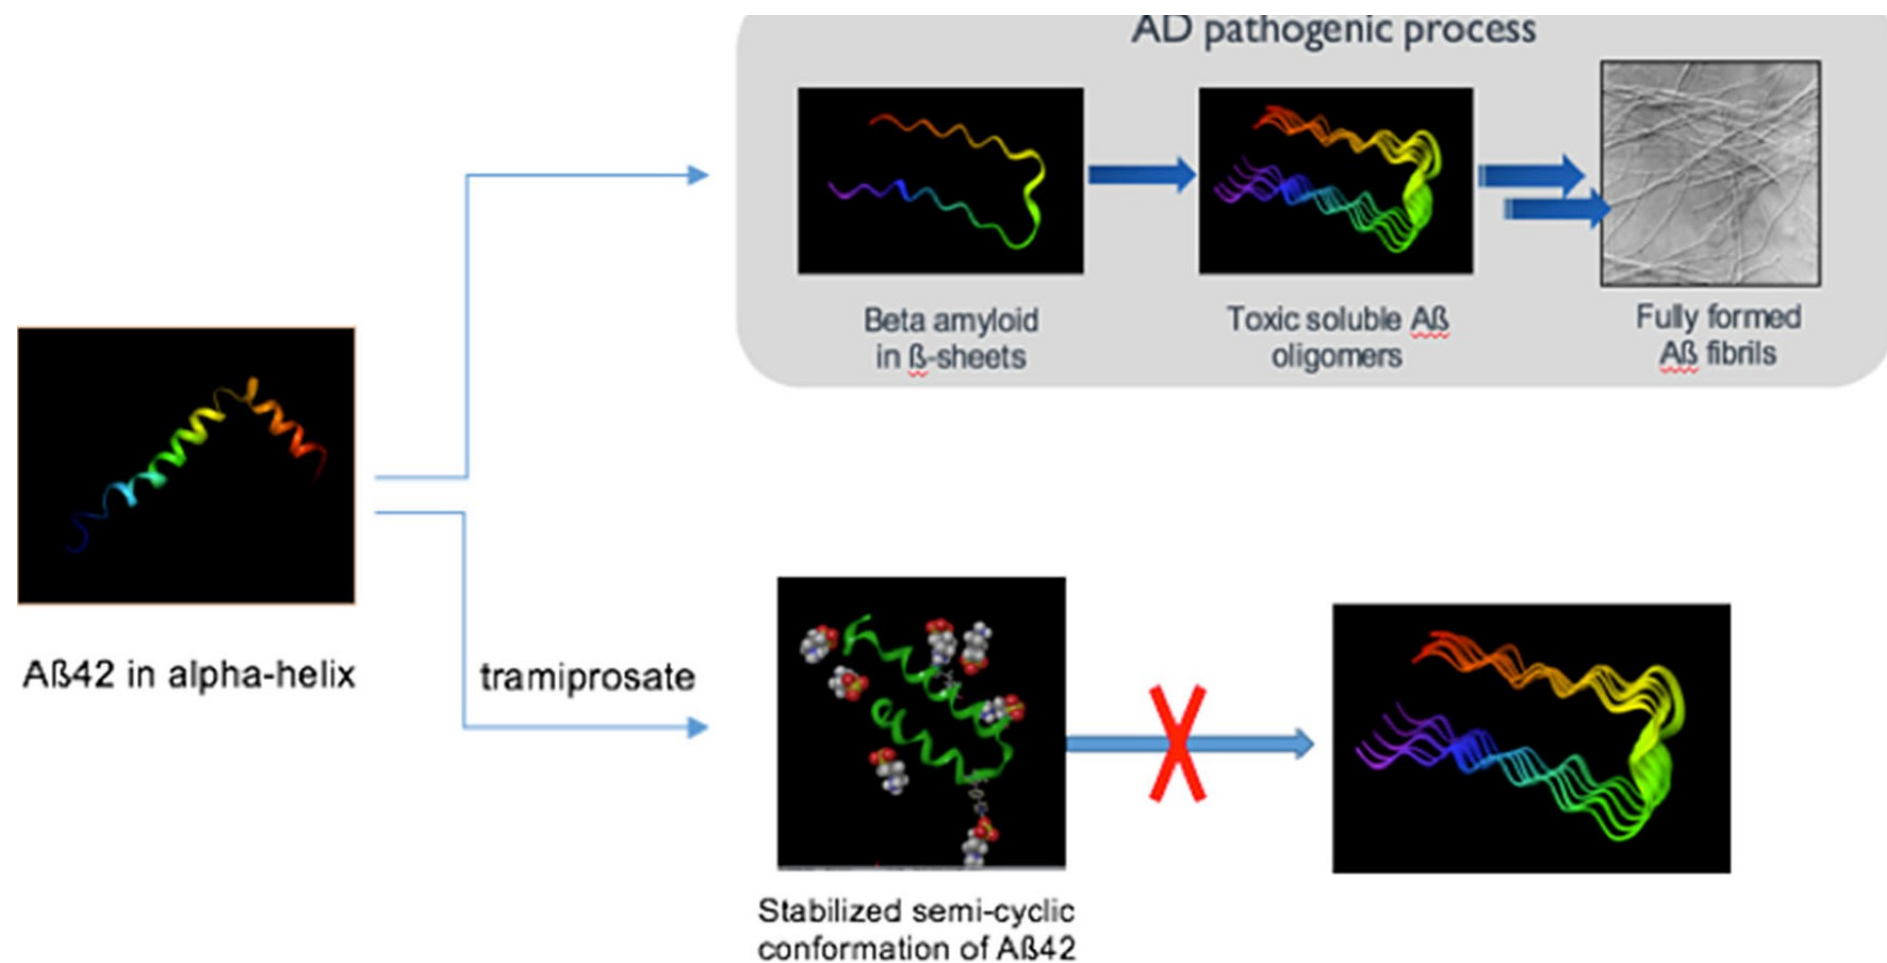 AD pathogenic process
Beta amyloid
in ß-sheets
Toxic soluble Aß
oligomers
Fully formed
Aß fibrils
Aß42 in alpha-helix
tramiprosate
Stabilized semi-cyclic
conformation of Aß42